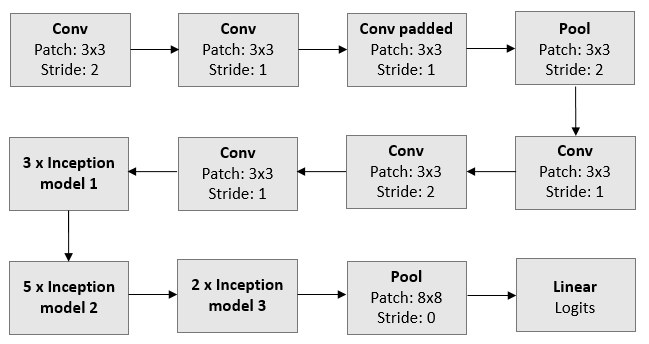 Conv
Patch: 3x3
Stride: 2
Conv
Patch: 3x3
Stride: 1
Conv padded
Patch: 3x3
Stride: 1
Pool
Patch: 3x3
Stride: 2
Conv
Patch: 3x3
Stride: 1
Conv
Patch: 3x3
Stride: 2
Conv
Patch: 3x3
Stride: 1
3 x Inception
model 1
5 x Inception
model 2
2 x Inception
model 3
Pool
Patch: 8x8
Stride: 0
Linear
Logits